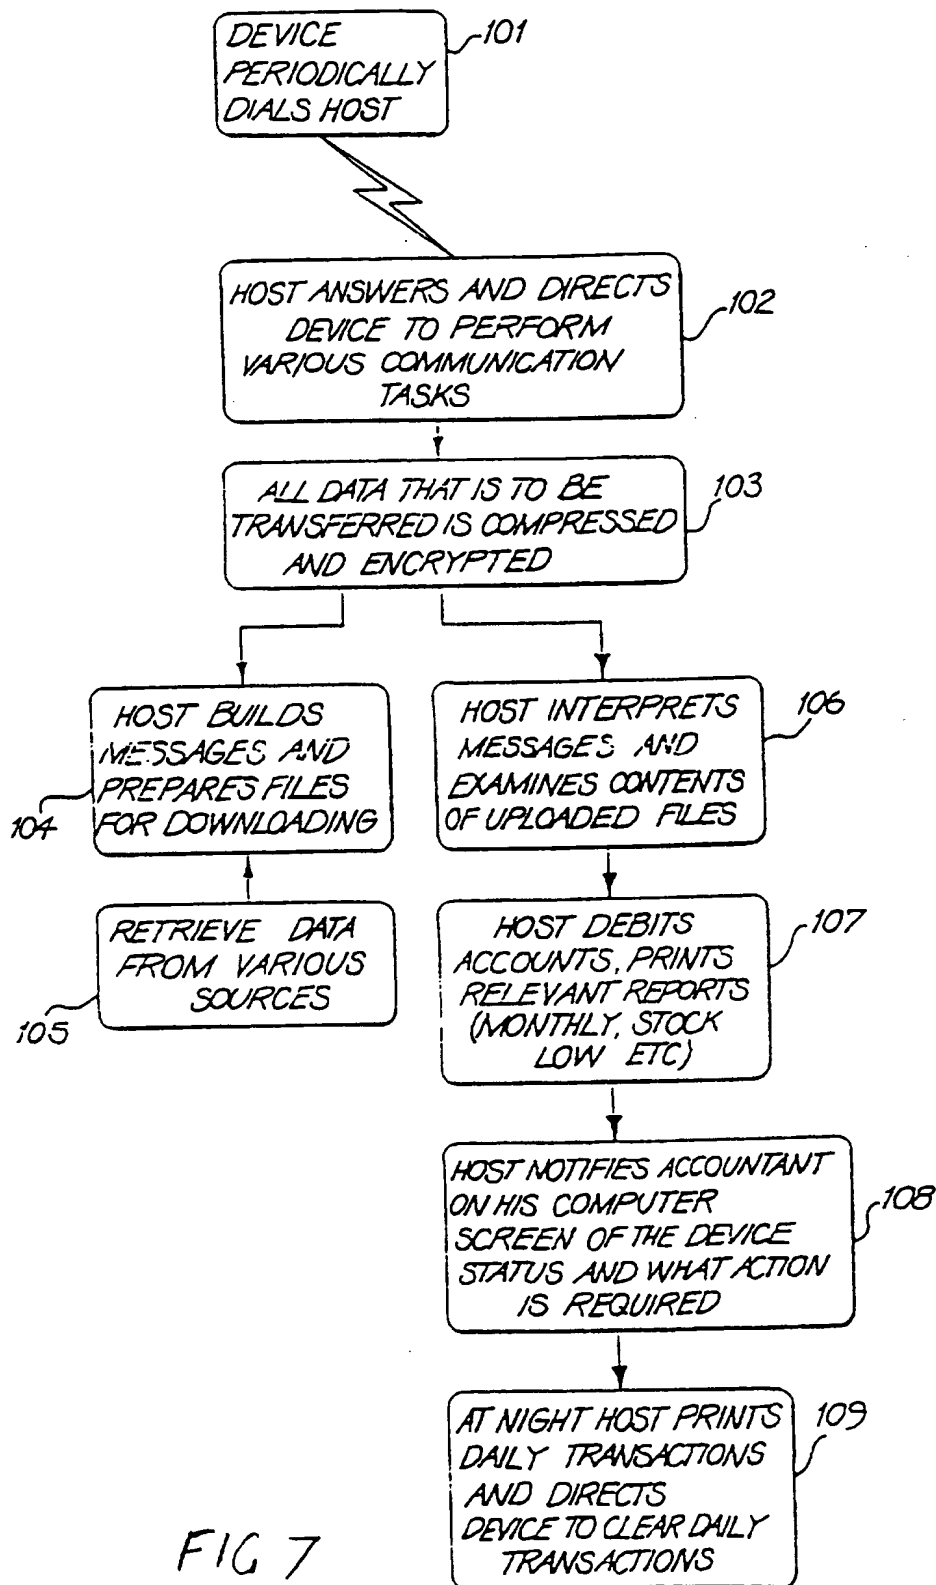 DEVICE
PERIODICALLY
DIALS HOST
101
HOST ANSWERS AND DIRECTS
DEVICE TO PERFORM
VARIOUS COMMUNICATION
TASKS
102
ALL DATA THAT IS TO BE
TRANSFERRED IS COMPRESSED
AND ENCRYPTED
103
HOST BUILDS
MESSAGES AND
PREPARES FILES
FOR DOWNLOADING
104
RETRIEVE DATA
FROM VARIOUS
SOURCES
105
HOST INTERPRETS
MESSAGES AND
EXAMINES CONTENTS
OF UPLOADED FILES
106
HOST DEBITS
ACCOUNTS, PRINTS
RELEVANT REPORTS
(MONTHLY, STOCK
LOW ETC)
107
HOST NOTIFIES ACCOUNTANT
ON HIS COMPUTER
SCREEN OF THE DEVICE
STATUS AND WHAT ACTION
IS REQUIRED
108
AT NIGHT HOST PRINTS
DAILY TRANSACTIONS
AND DIRECTS
DEVICE TO CLEAR DAILY
TRANSACTIONS
109
FIG 7